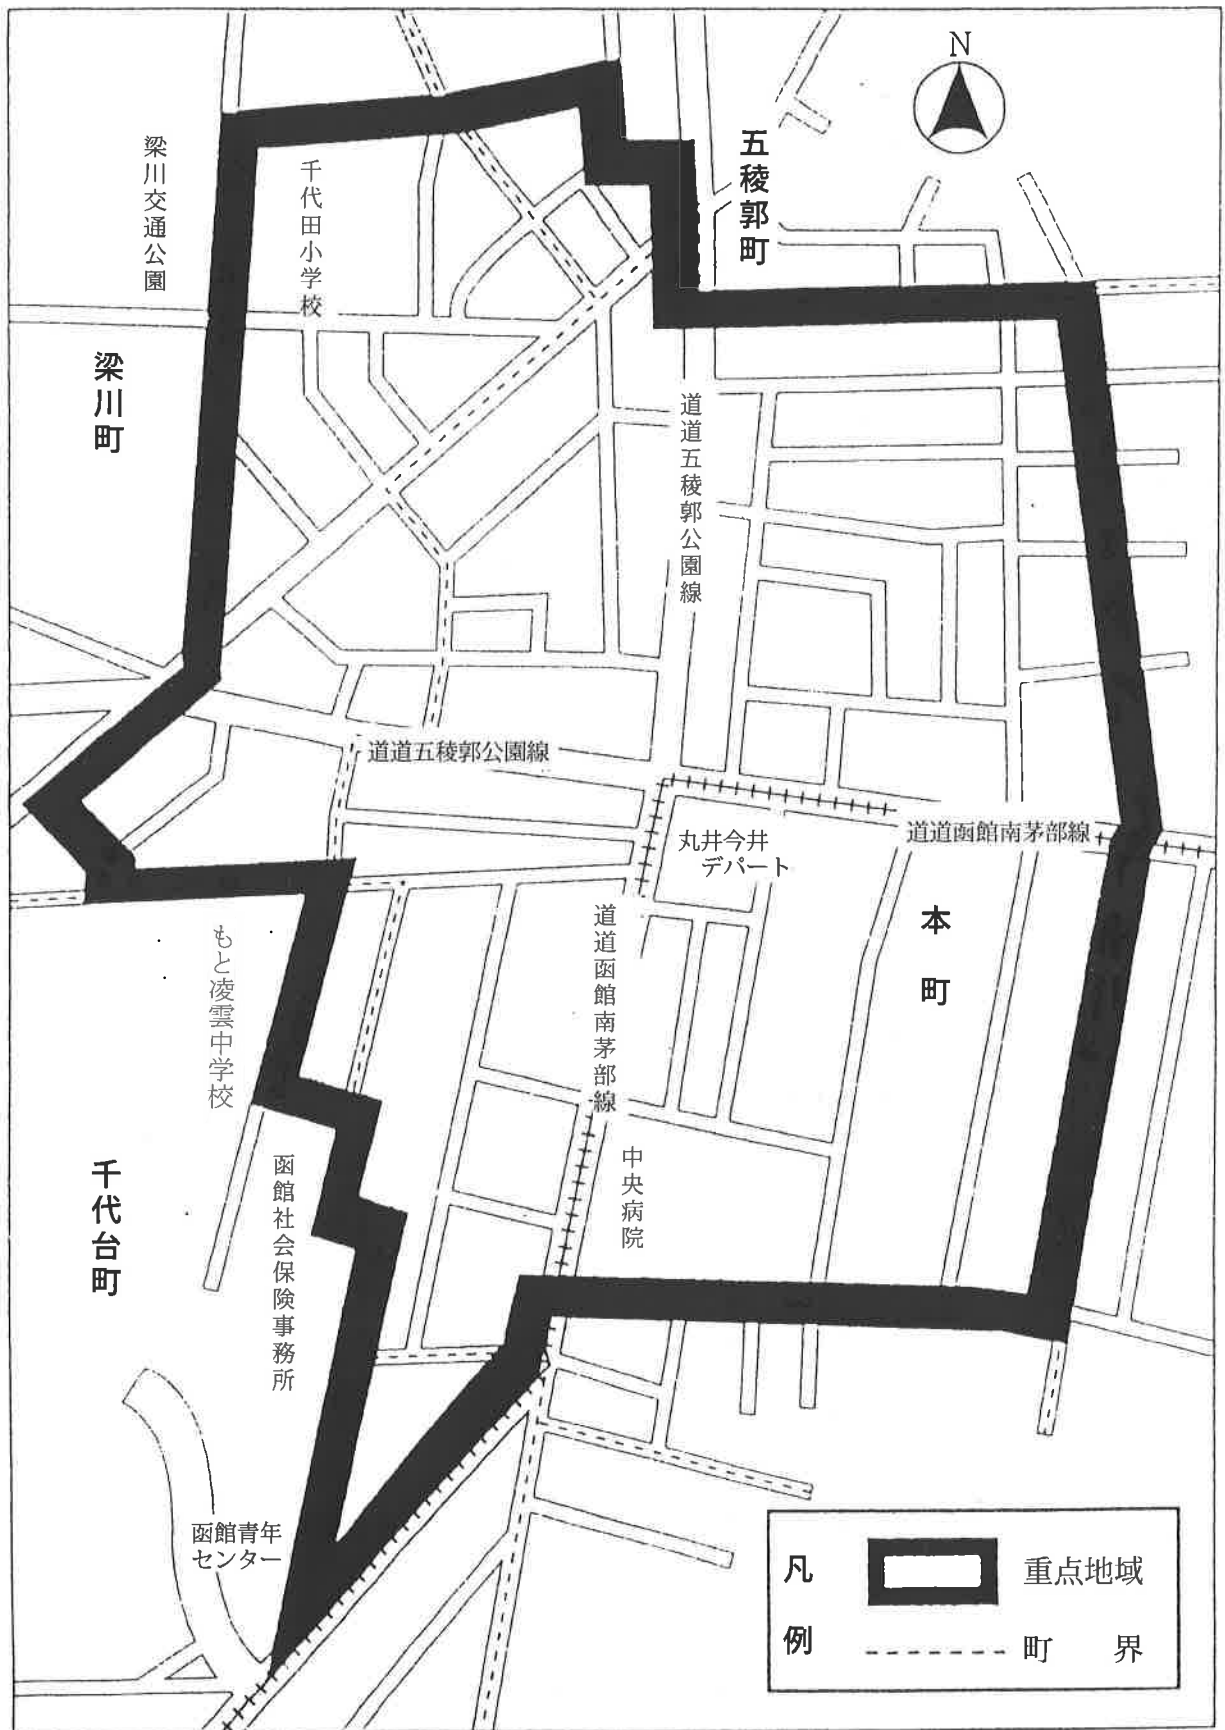 N
五稜郭町
梁川交通公園
千代田小学校
梁川町
道道五稜郭公園線
道道五稜郭公園線
丸井今井
デパート
道道函館南茅部線
本町
道道函館南茅部線
もと凌雲中学校
中央病院
函館社会保険事務所
千代台町
函館青年
センター
凡例
重点地域
町界